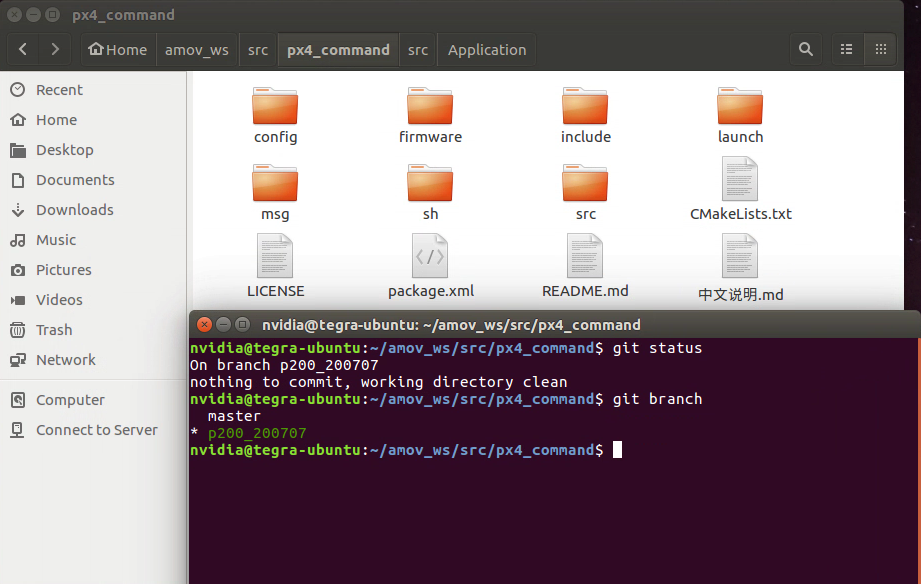 px4_command
Home amov_ws src px4_command src Application
Recent
Home
Desktop
Documents
Downloads
Music
Pictures
Videos
Trash
Network
Computer
Connect to Server
config firmware include launch
msg sh src CMakeLists.txt
LICENSE package.xml README.md 中文说明.md
nvidia@tegra-ubuntu: ~/amov_ws/src/px4_command
nvidia@tegra-ubuntu:~/amov_ws/src/px4_command$ git status
On branch p200_200707
nothing to commit, working directory clean
nvidia@tegra-ubuntu:~/amov_ws/src/px4_command$ git branch
  master
* p200_200707
nvidia@tegra-ubuntu:~/amov_ws/src/px4_command$